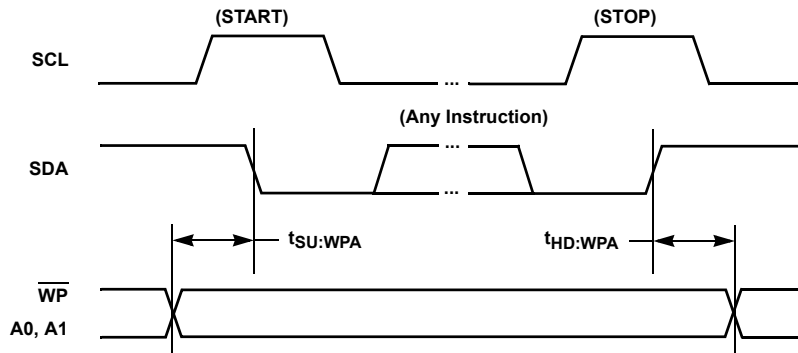 (START)
(STOP)
SCL
...
(Any Instruction)
SDA
...
...
tSU:WPA
tHD:WPA
WP
A0, A1